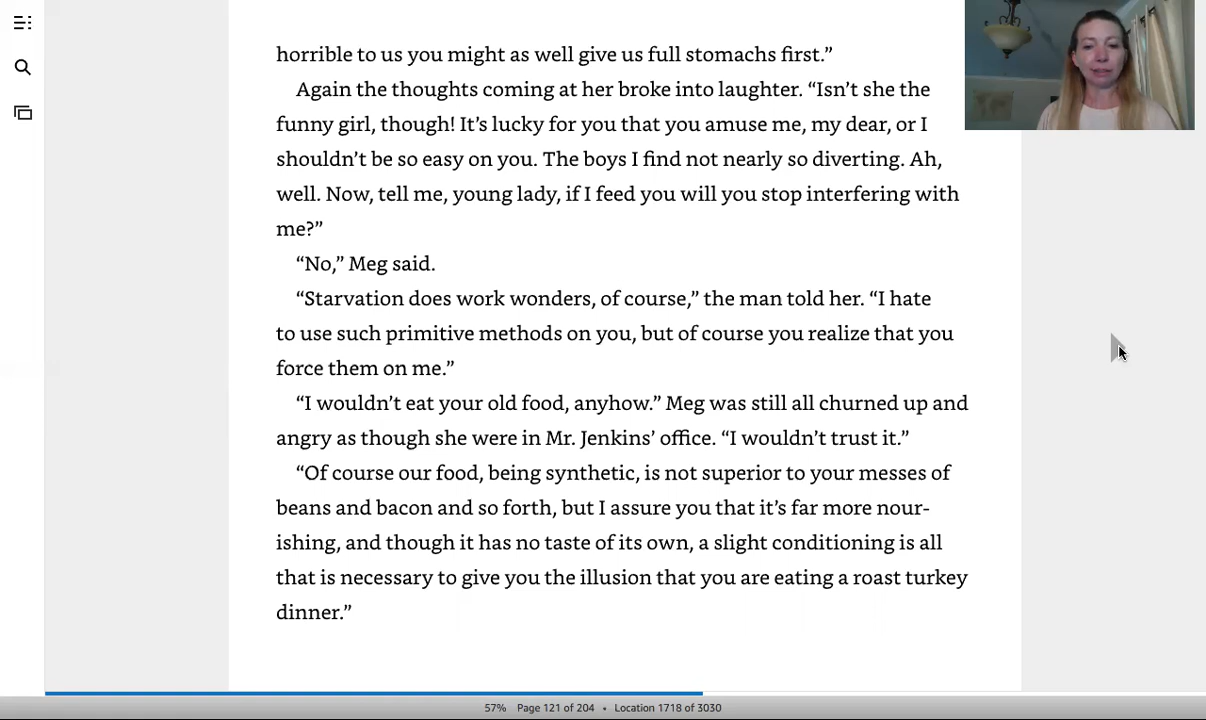 horrible to us you might as well give us full stomachs first.”
Again the thoughts coming at her broke into laughter. “Isn’t she the
funny girl, though! It’s lucky for you that you amuse me, my dear, or I
shouldn’t be so easy on you. The boys I find not nearly so diverting. Ah,
well. Now, tell me, young lady, if I feed you will you stop interfering with
me?”
“No,” Meg said.
“Starvation does work wonders, of course,” the man told her. “I hate
to use such primitive methods on you, but of course you realize that you
force them on me.”
“I wouldn’t eat your old food, anyhow.” Meg was still all churned up and
angry as though she were in Mr. Jenkins’ office. “I wouldn’t trust it.”
“Of course our food, being synthetic, is not superior to your messes of
beans and bacon and so forth, but I assure you that it’s far more nour-
ishing, and though it has no taste of its own, a slight conditioning is all
that is necessary to give you the illusion that you are eating a roast turkey
dinner.”
57% Page 121 of 204 • Location 1718 of 3030